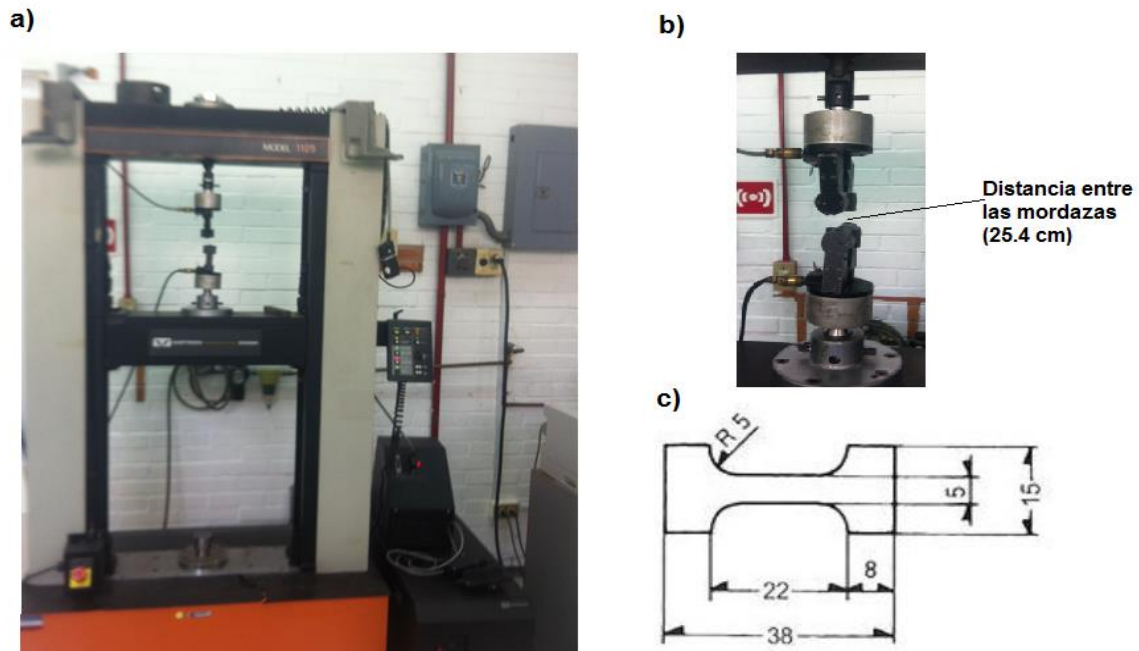 a)
b)
MODEL 1125
Distancia entre
las mordazas
(25.4 cm)
c)
R 5
5
15
8
22
38